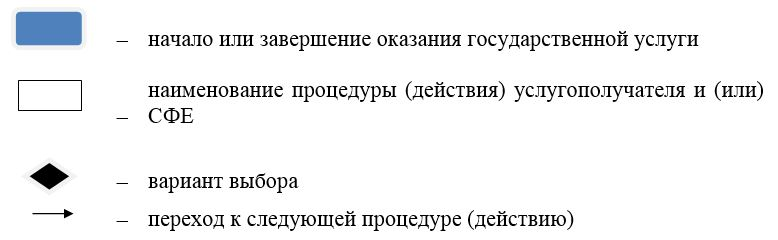 – начало или завершение оказания государственной услуги
наименование процедуры (действия) услугополучателя и (или)
– СФЕ
– вариант выбора
– переход к следующей процедуре (действию)